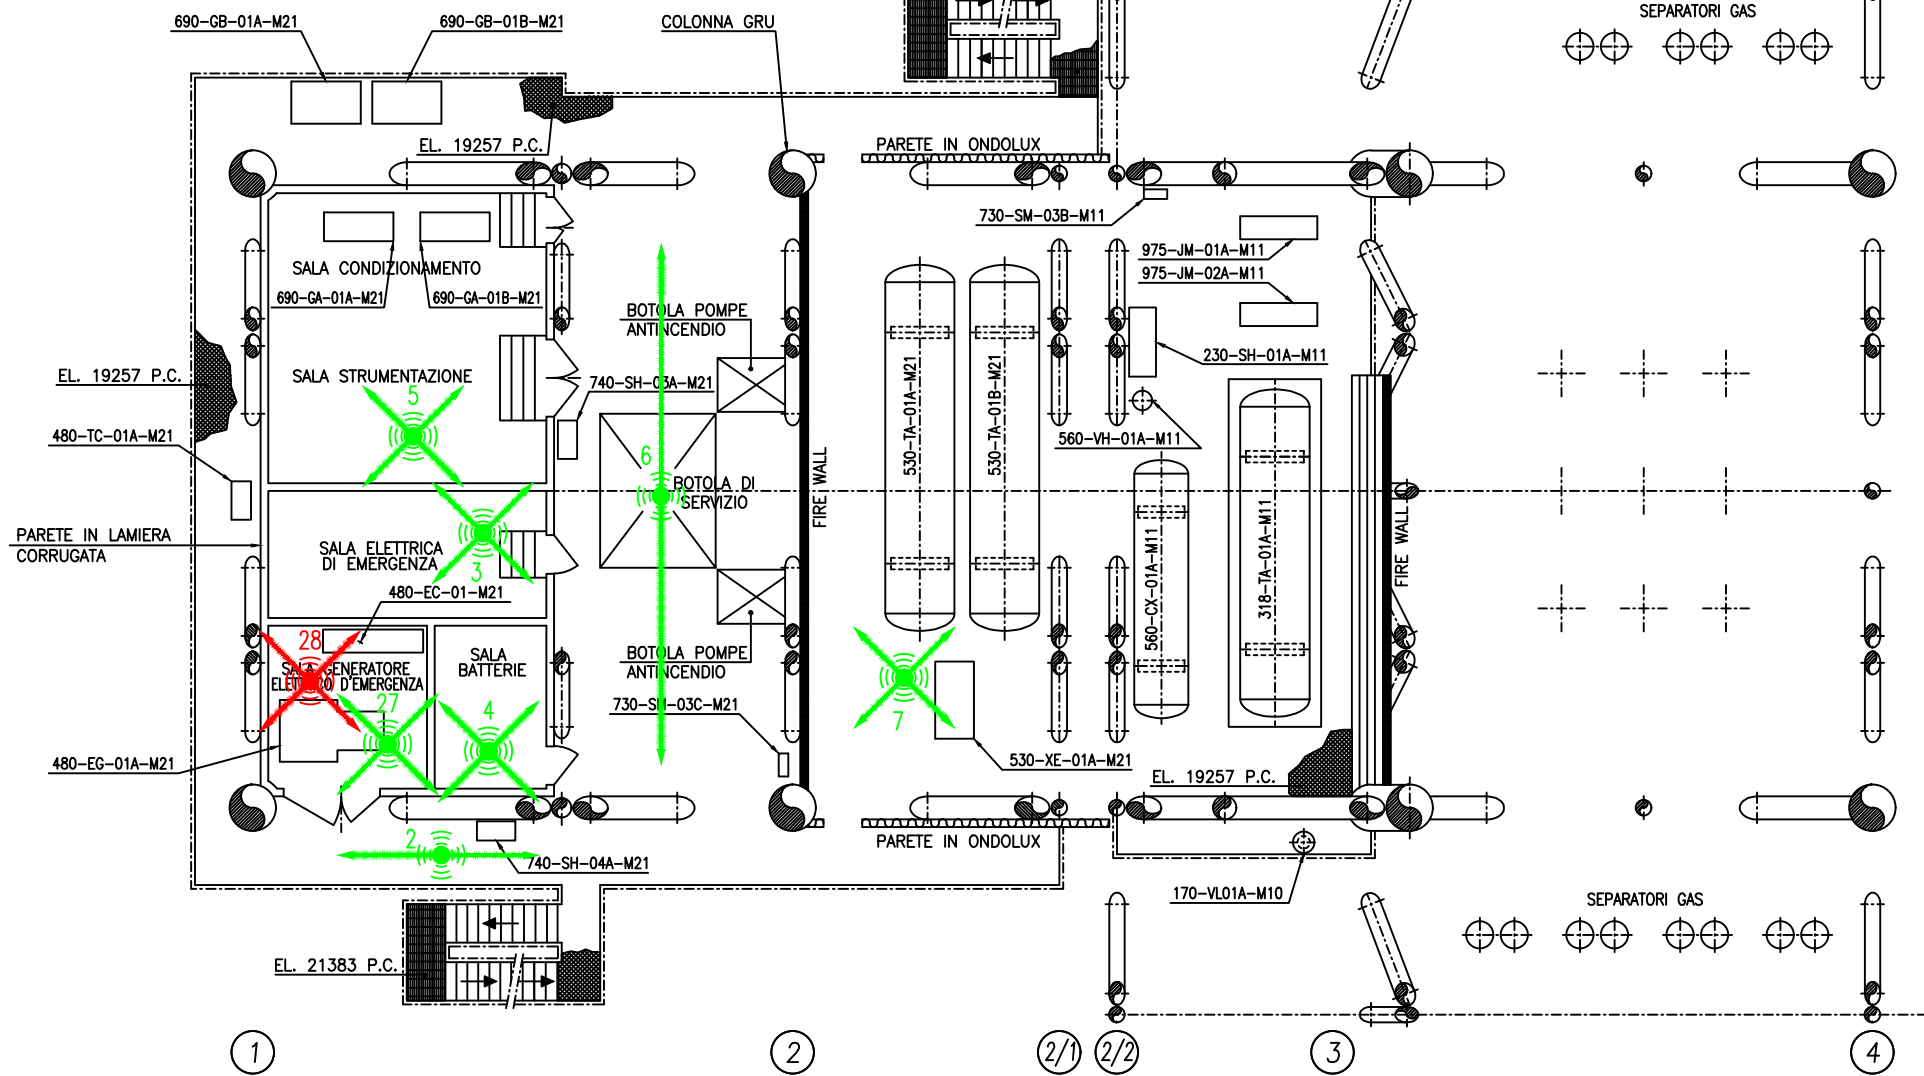 SEPARATORI GAS
690-GB-01A-M21
690-GB-01B-M21
COLONNA GRU
EL. 19257 P.C.
PARETE IN ONDOLUX
730-SM-03B-M11
975-JM-01A-M11
975-JM-02A-M11
SALA CONDIZIONAMENTO
690-GA-01A-M21
690-GA-01B-M21
BOTOLA POMPE
ANTINCENDIO
230-SH-01A-M11
EL. 19257 P.C.
SALA STRUMENTAZIONE
5
740-SH-03A-M21
530-TA-01A-M21
530-TA-01B-M21
480-TC-01A-M21
560-VH-01A-M11
6
BOTOLA DI
SERVIZIO
FIRE WALL
PARETE IN LAMIERA
CORRUGATA
SALA ELETTRICA
DI EMERGENZA
3
560-CX-01A-M11
318-TA-01A-M11
FIRE WALL
480-EC-01-M21
28
SALA GENERATORE
ELETTRICO D'EMERGENZA
SALA
BATTERIE
BOTOLA POMPE
ANTINCENDIO
27
4
730-SM-03C-M21
7
480-EG-01A-M21
530-XE-01A-M21
EL. 19257 P.C.
2
740-SH-04A-M21
PARETE IN ONDOLUX
170-VL01A-M10
SEPARATORI GAS
EL. 21383 P.C.
1
2
2/1
2/2
3
4